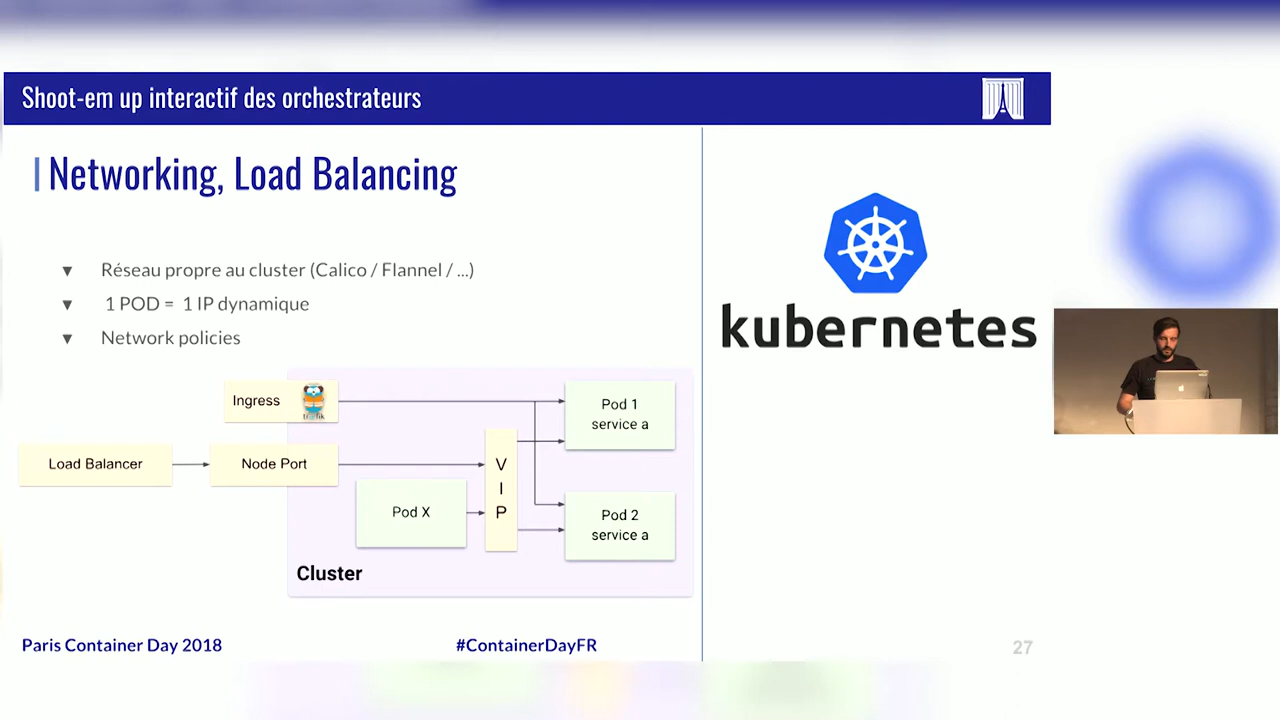 Shoot-em up interactif des orchestrateurs
Networking, Load Balancing
Réseau propre au cluster (Calico / Flannel / ...)
1 POD = 1 IP dynamique
Network policies
kubernetes
Ingress
træfik
Pod 1
service a
Load Balancer
Node Port
V
I
P
Pod X
Pod 2
service a
Cluster
Paris Container Day 2018
#ContainerDayFR
27